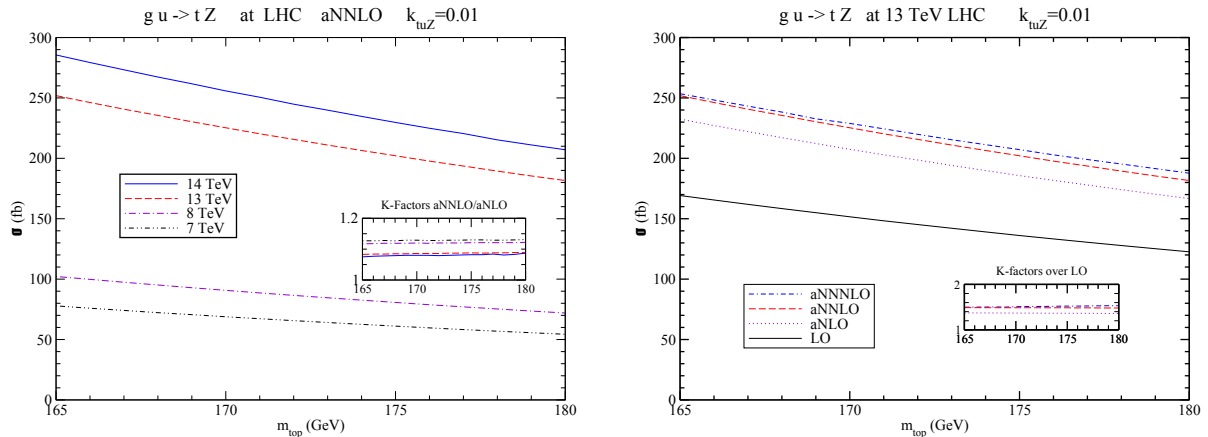 g u -> t Z at LHC aNNLO k_tuZ=0.01
300
250
200
150
100
50
0
σ (fb)
14 TeV
13 TeV
8 TeV
7 TeV
K-Factors aNNLO/aNLO
1.2
1
165 170 175 180
165 170 175 180
m_top (GeV)
g u -> t Z at 13 TeV LHC k_tuZ=0.01
300
250
200
150
100
50
0
σ (fb)
aNNNLO
aNNLO
aNLO
LO
K-factors over LO
2
1
165 170 175 180
165 170 175 180
m_top (GeV)